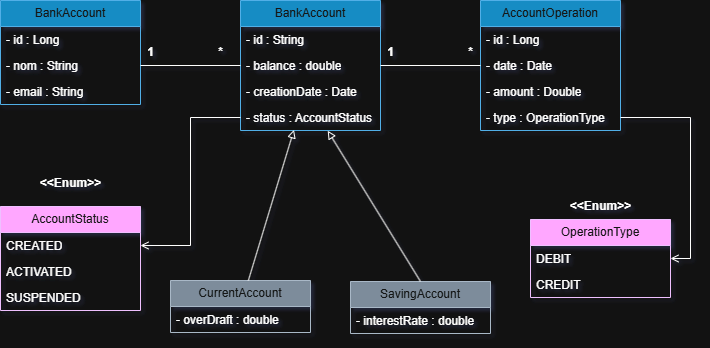 BankAccount
- id : Long
- nom : String
- email : String
1
*
BankAccount
- id : String
- balance : double
- creationDate : Date
- status : AccountStatus
1
*
AccountOperation
- id : Long
- date : Date
- amount : Double
- type : OperationType
<<Enum>>
AccountStatus
CREATED
ACTIVATED
SUSPENDED
<<Enum>>
OperationType
DEBIT
CREDIT
CurrentAccount
- overDraft : double
SavingAccount
- interestRate : double